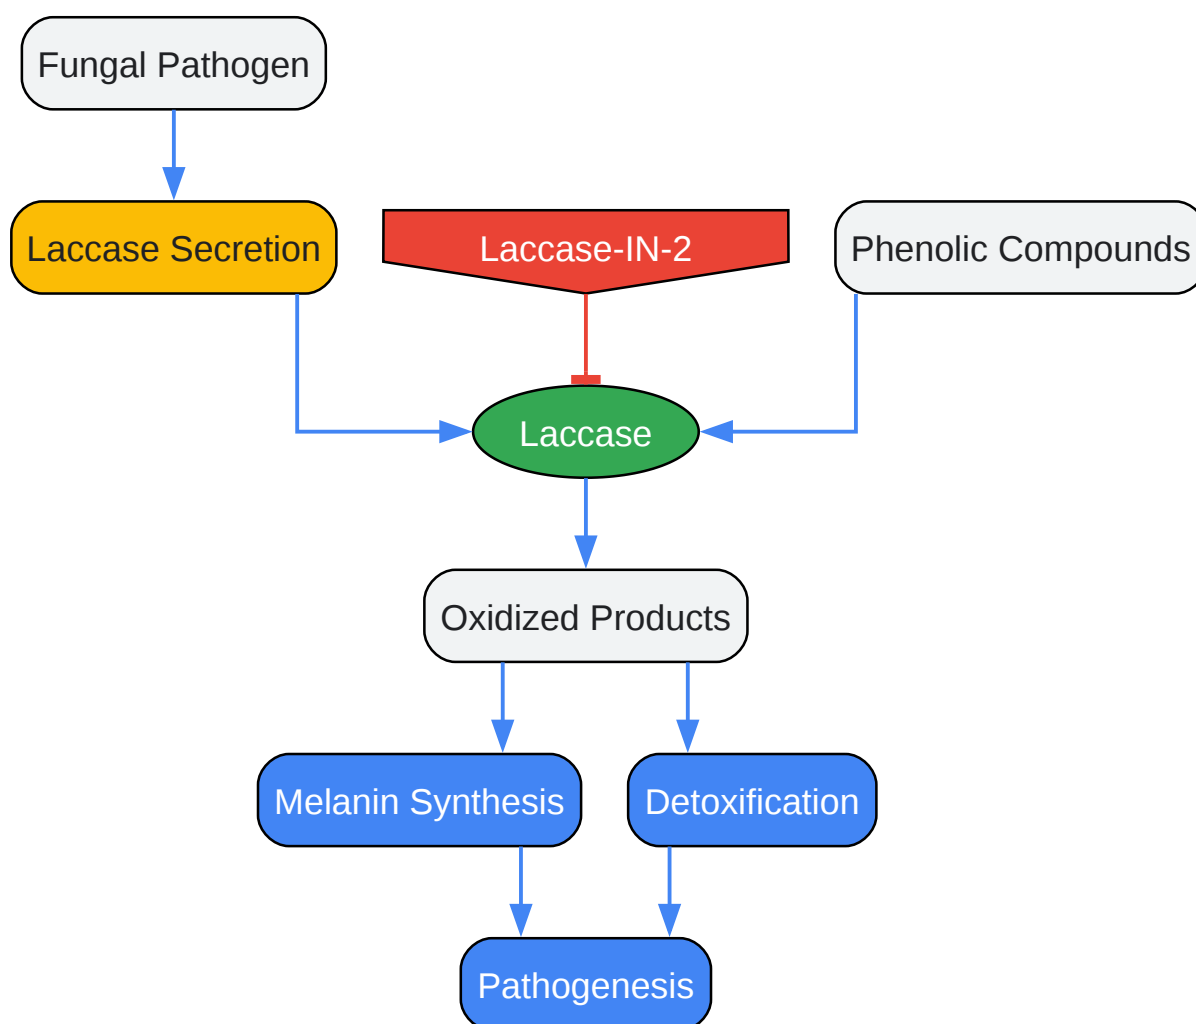 Fungal Pathogen
Laccase Secretion
Laccase-IN-2
Phenolic Compounds
Laccase
Oxidized Products
Melanin Synthesis
Detoxification
Pathogenesis